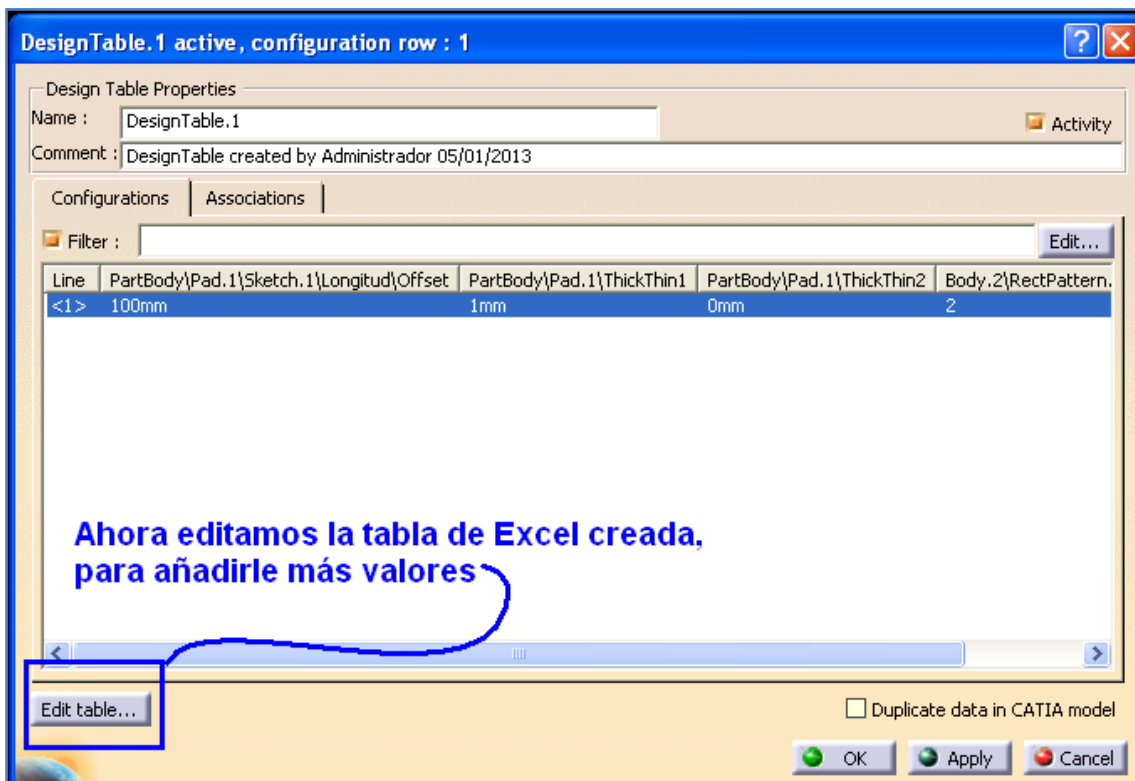 DesignTable.1 active, configuration row : 1
Design Table Properties
Name : DesignTable.1 Activity
Comment : DesignTable created by Administrador 05/01/2013
Configurations Associations
Filter : Edit...
Line PartBody\Pad.1\Sketch.1\Longitud\Offset PartBody\Pad.1\ThickThin1 PartBody\Pad.1\ThickThin2 Body.2\RectPattern.
<1> 100mm 1mm 0mm 2
Ahora editamos la tabla de Excel creada,
para añadirle más valores
Edit table... Duplicate data in CATIA model
OK Apply Cancel